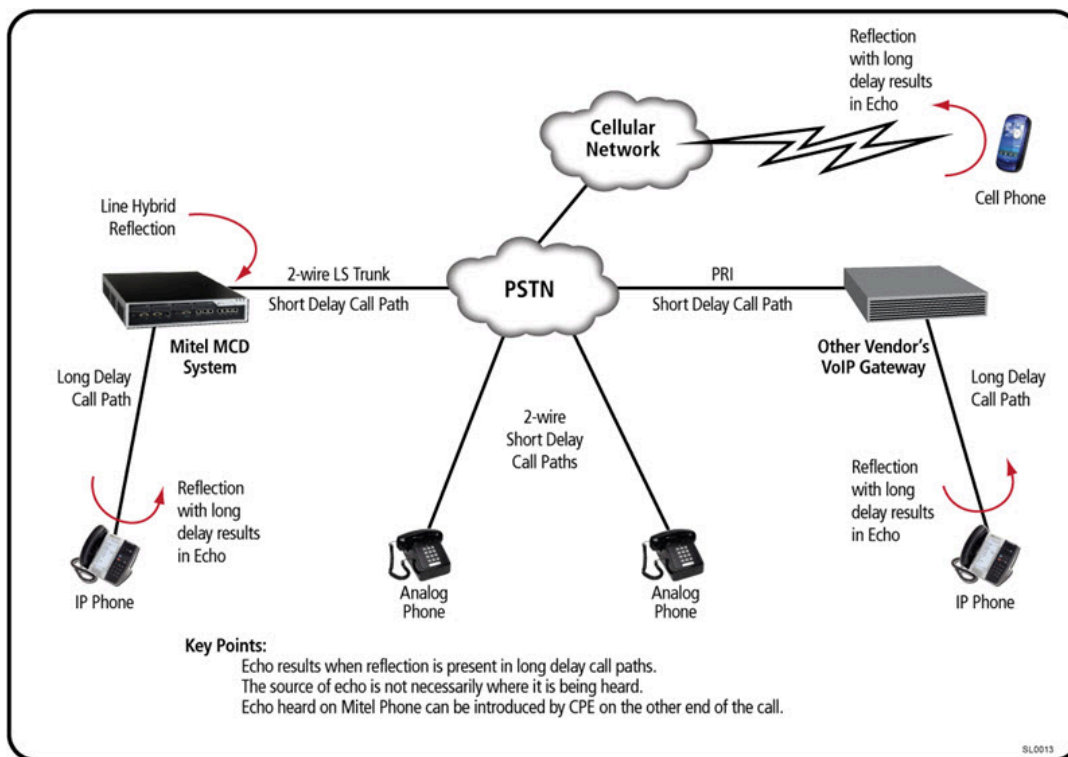 Reflection
with long
delay results
in Echo
Cellular
Network
Cell Phone
Line Hybrid
Reflection
2-wire LS Trunk
Short Delay Call Path
PSTN
PRI
Short Delay Call Path
Mitel MCD
System
Other Vendor's
VoIP Gateway
Long Delay
Call Path
2-wire
Short Delay
Call Paths
Long Delay
Call Path
Reflection
with long
delay results
in Echo
Reflection
with long
delay results
in Echo
IP Phone
Analog
Phone
Analog
Phone
IP Phone
Key Points:
Echo results when reflection is present in long delay call paths.
The source of echo is not necessarily where it is being heard.
Echo heard on Mitel Phone can be introduced by CPE on the other end of the call.
SL0013